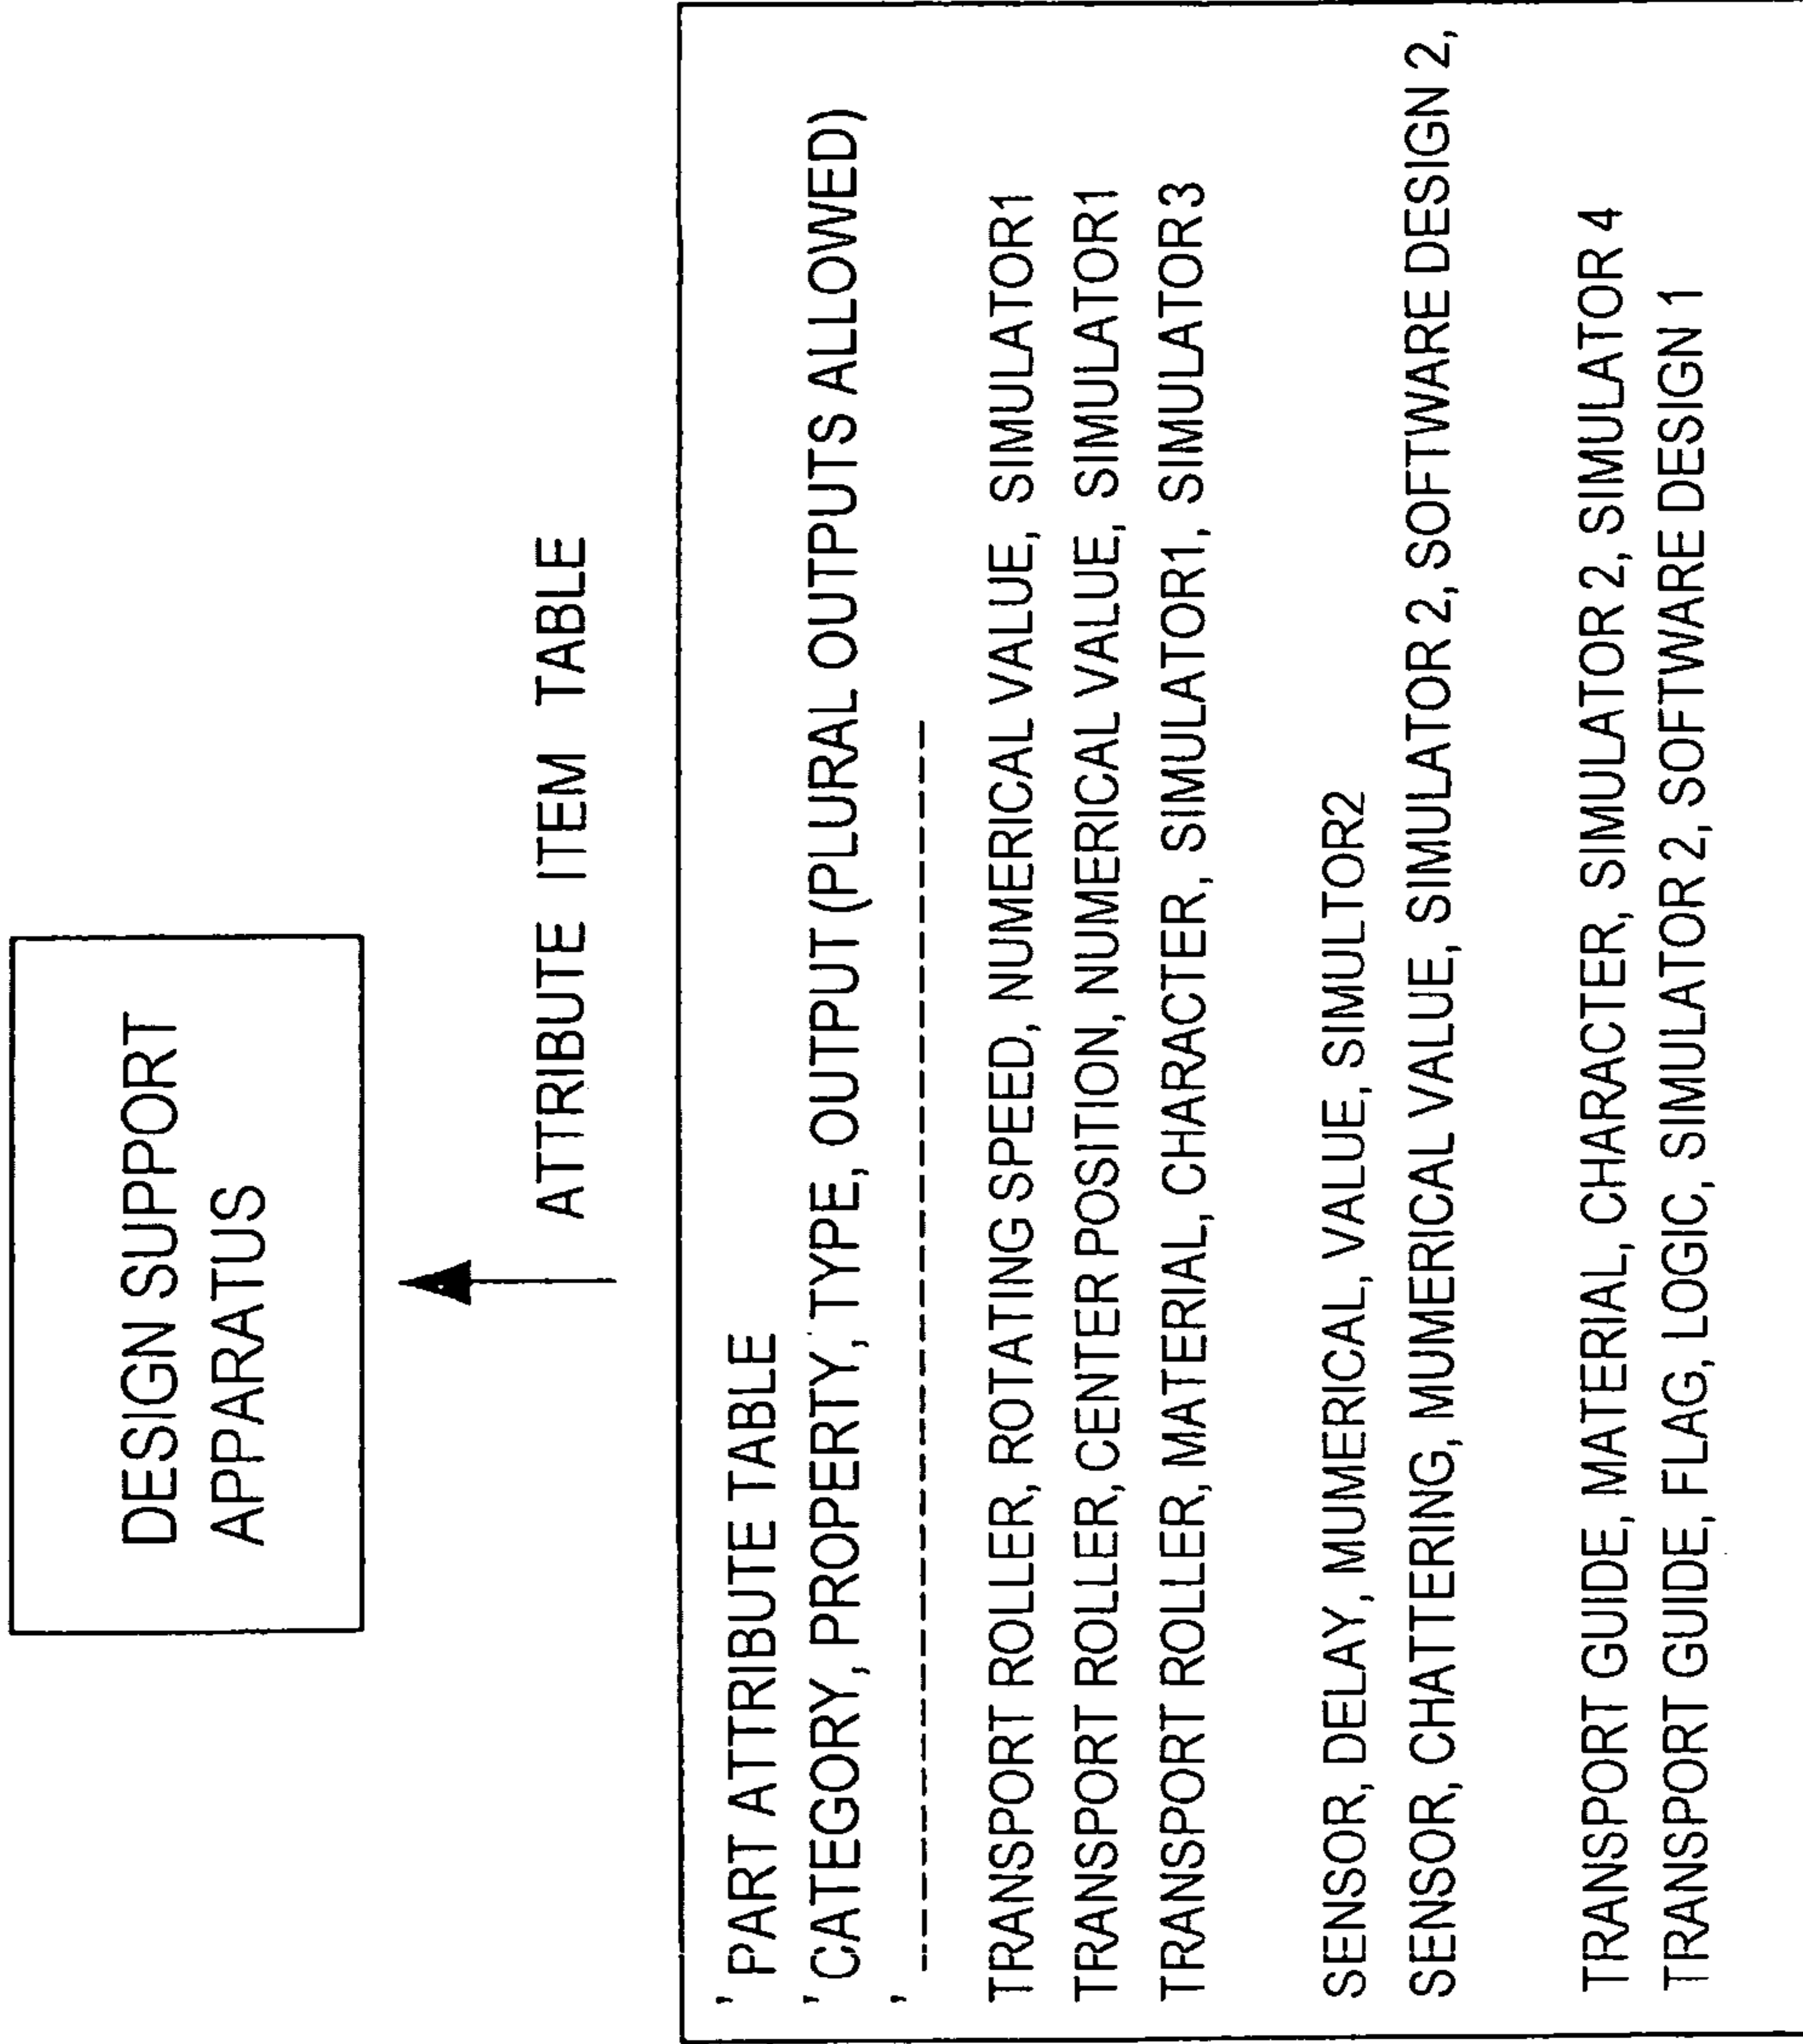 DESIGN SUPPORT
APPARATUS
ATTRIBUTE ITEM TABLE
' PART ATTRIBUTE TABLE
'CATEGORY, PROPERTY, TYPE, OUTPUT (PLURAL OUTPUTS ALLOWED)
' ------------------------------
TRANSPORT ROLLER, ROTATING SPEED, NUMERICAL VALUE, SIMULATOR1
TRANSPORT ROLLER, CENTER POSITION, NUMERICAL VALUE, SIMULATOR1
TRANSPORT ROLLER, MATERIAL, CHARACTER, SIMULATOR1, SIMULATOR3
SENSOR, DELAY, MUMERICAL, VALUE, SIMULTOR2
SENSOR, CHATTERING, MUMERICAL VALUE, SIMULATOR 2, SOFTWARE DESIGN 2,
TRANSPORT GUIDE, MATERIAL, CHARACTER, SIMULATOR 2, SIMULATOR 4
TRANSPORT GUIDE, FLAG, LOGIC, SIMULATOR 2, SOFTWARE DESIGN 1